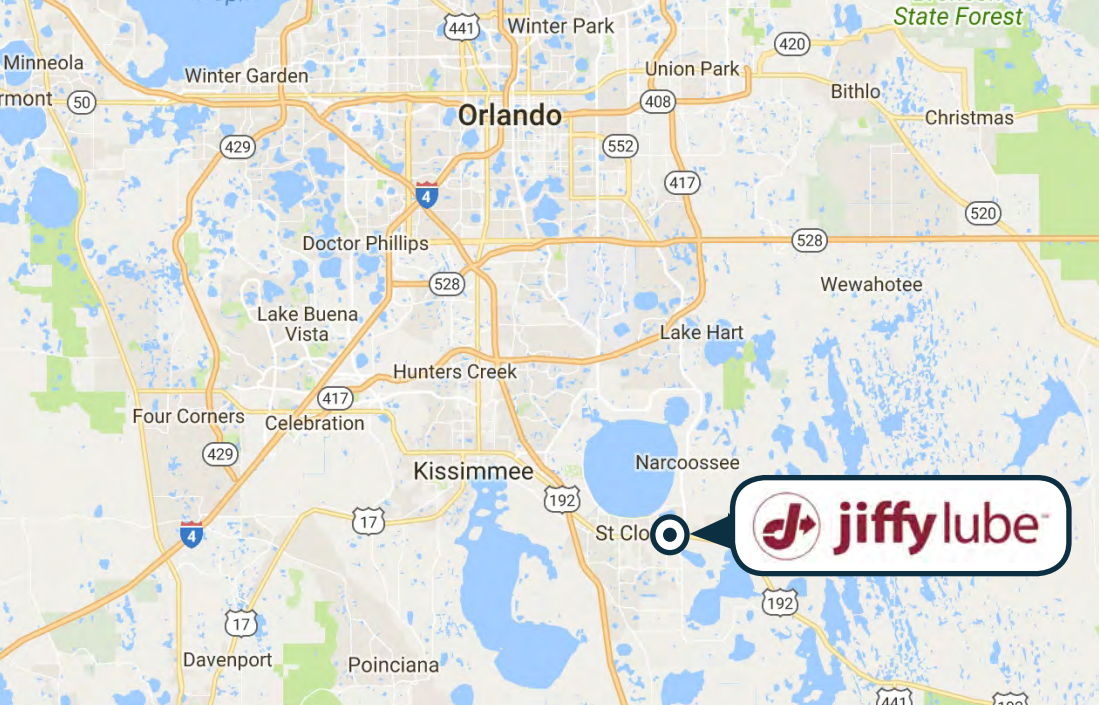 State Forest
441
Winter Park
420
Minneola
Winter Garden
Union Park
Bithlo
rmont
50
408
Orlando
Christmas
429
552
417
4
520
Doctor Phillips
528
528
Wewahotee
Lake Buena
Vista
Lake Hart
Hunters Creek
417
Four Corners
Celebration
429
Kissimmee
Narcoossee
192
17
4
St Clo
jiffy lube
192
17
Davenport
Poinciana
441
192